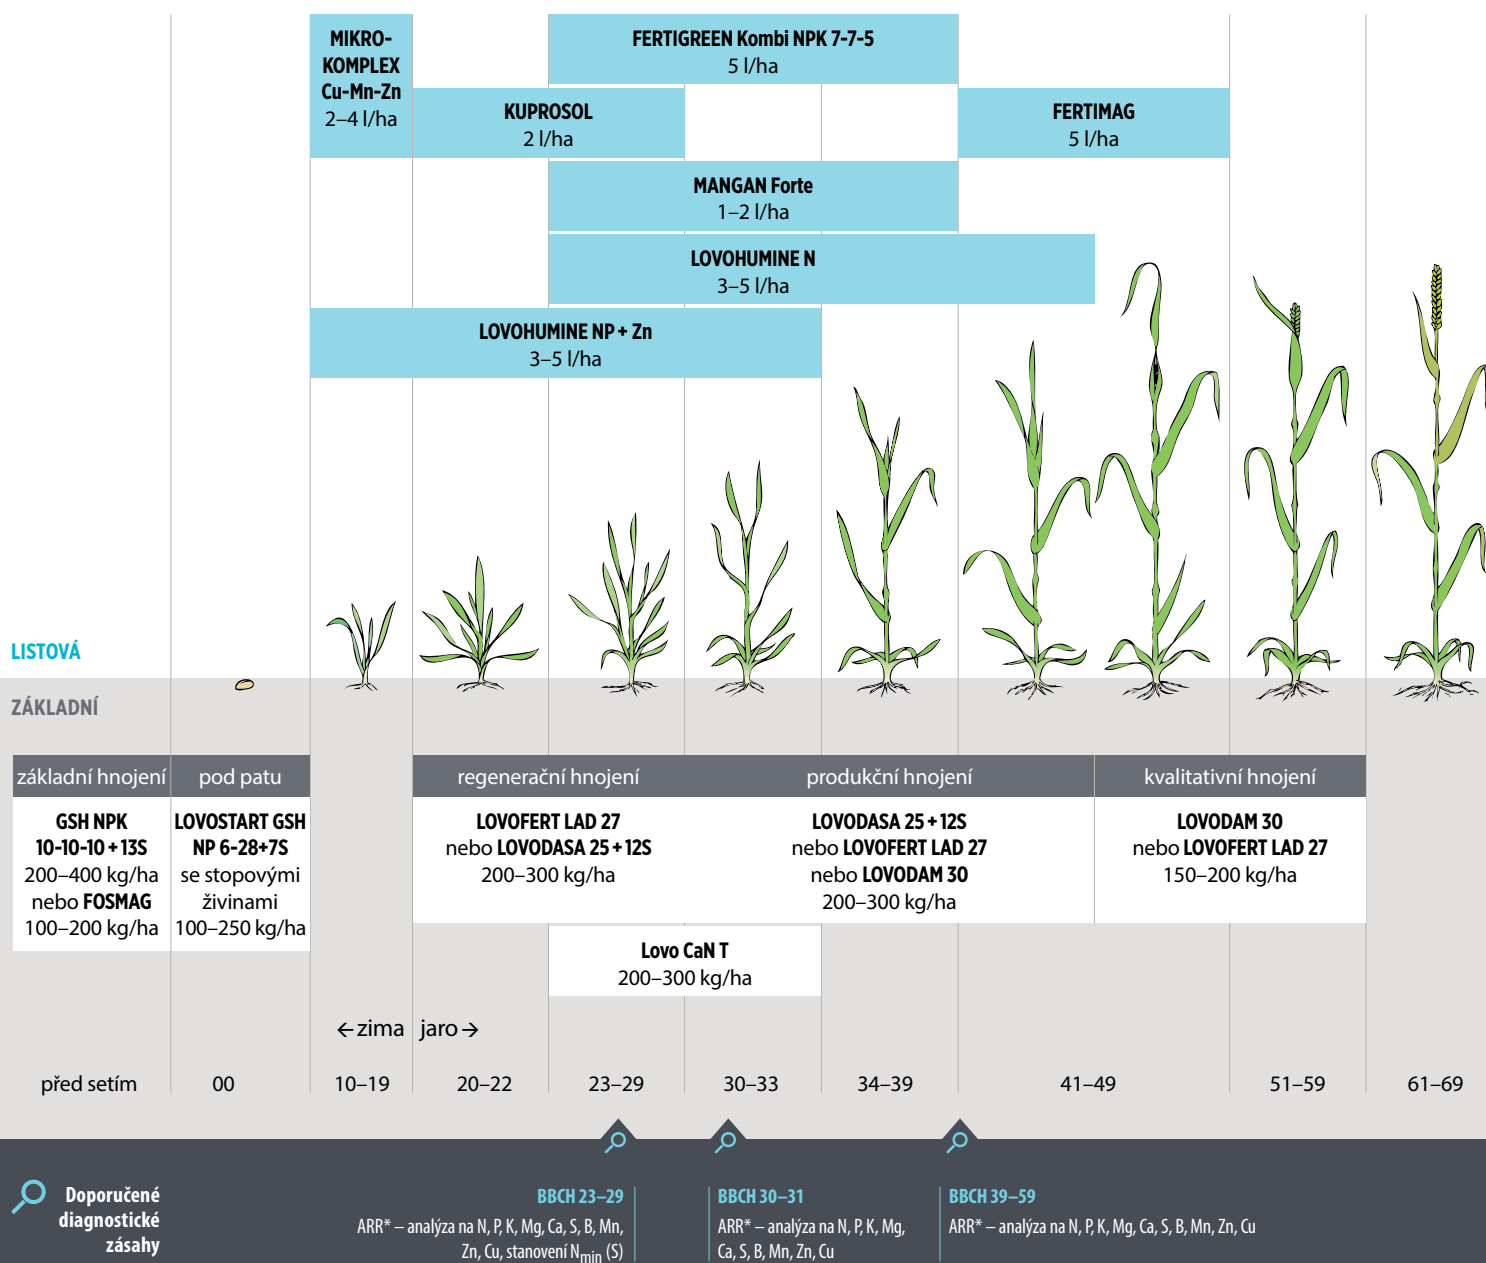 MIKRO-
KOMPLEX
Cu-Mn-Zn
2–4 l/ha
FERTIGREEN Kombi NPK 7-7-5
5 l/ha
KUPROSOL
2 l/ha
FERTIMAG
5 l/ha
MANGAN Forte
1–2 l/ha
LOVOHUMINE N
3–5 l/ha
LOVOHUMINE NP + Zn
3–5 l/ha
LISTOVÁ
ZÁKLADNÍ
základní hnojení
GSH NPK
10-10-10 + 13S
200–400 kg/ha
nebo FOSMAG
100–200 kg/ha
pod patu
LOVOSTART GSH
NP 6-28+7S
se stopovými
živinami
100–250 kg/ha
regenerační hnojení
LOVOFERT LAD 27
nebo LOVODASA 25 + 12S
200–300 kg/ha
produkční hnojení
LOVODASA 25 + 12S
nebo LOVOFERT LAD 27
nebo LOVODAM 30
200–300 kg/ha
kvalitativní hnojení
LOVODAM 30
nebo LOVOFERT LAD 27
150–200 kg/ha
Lovo CaN T
200–300 kg/ha
← zima jaro →
před setím 00 10–19 20–22 23–29 30–33 34–39 41–49 51–59 61–69
Doporučené
diagnostické
zásahy
BBCH 23–29
ARR* – analýza na N, P, K, Mg, Ca, S, B, Mn,
Zn, Cu, stanovení Nmin (S)
BBCH 30–31
ARR* – analýza na N, P, K, Mg,
Ca, S, B, Mn, Zn, Cu
BBCH 39–59
ARR* – analýza na N, P, K, Mg, Ca, S, B, Mn, Zn, Cu